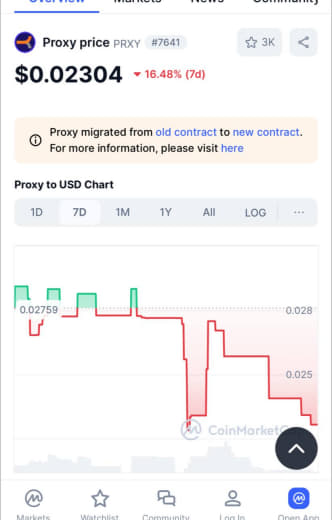 Overview Markets News Community
Proxy price PRXY #7641 3K
$0.02304 16.48% (7d)
Proxy migrated from old contract to new contract.
For more information, please visit here
Proxy to USD Chart
1D 7D 1M 1Y All LOG ...
0.02759 0.028
0.025
CoinMarketC
Markets Watchlist Community Log In Open App